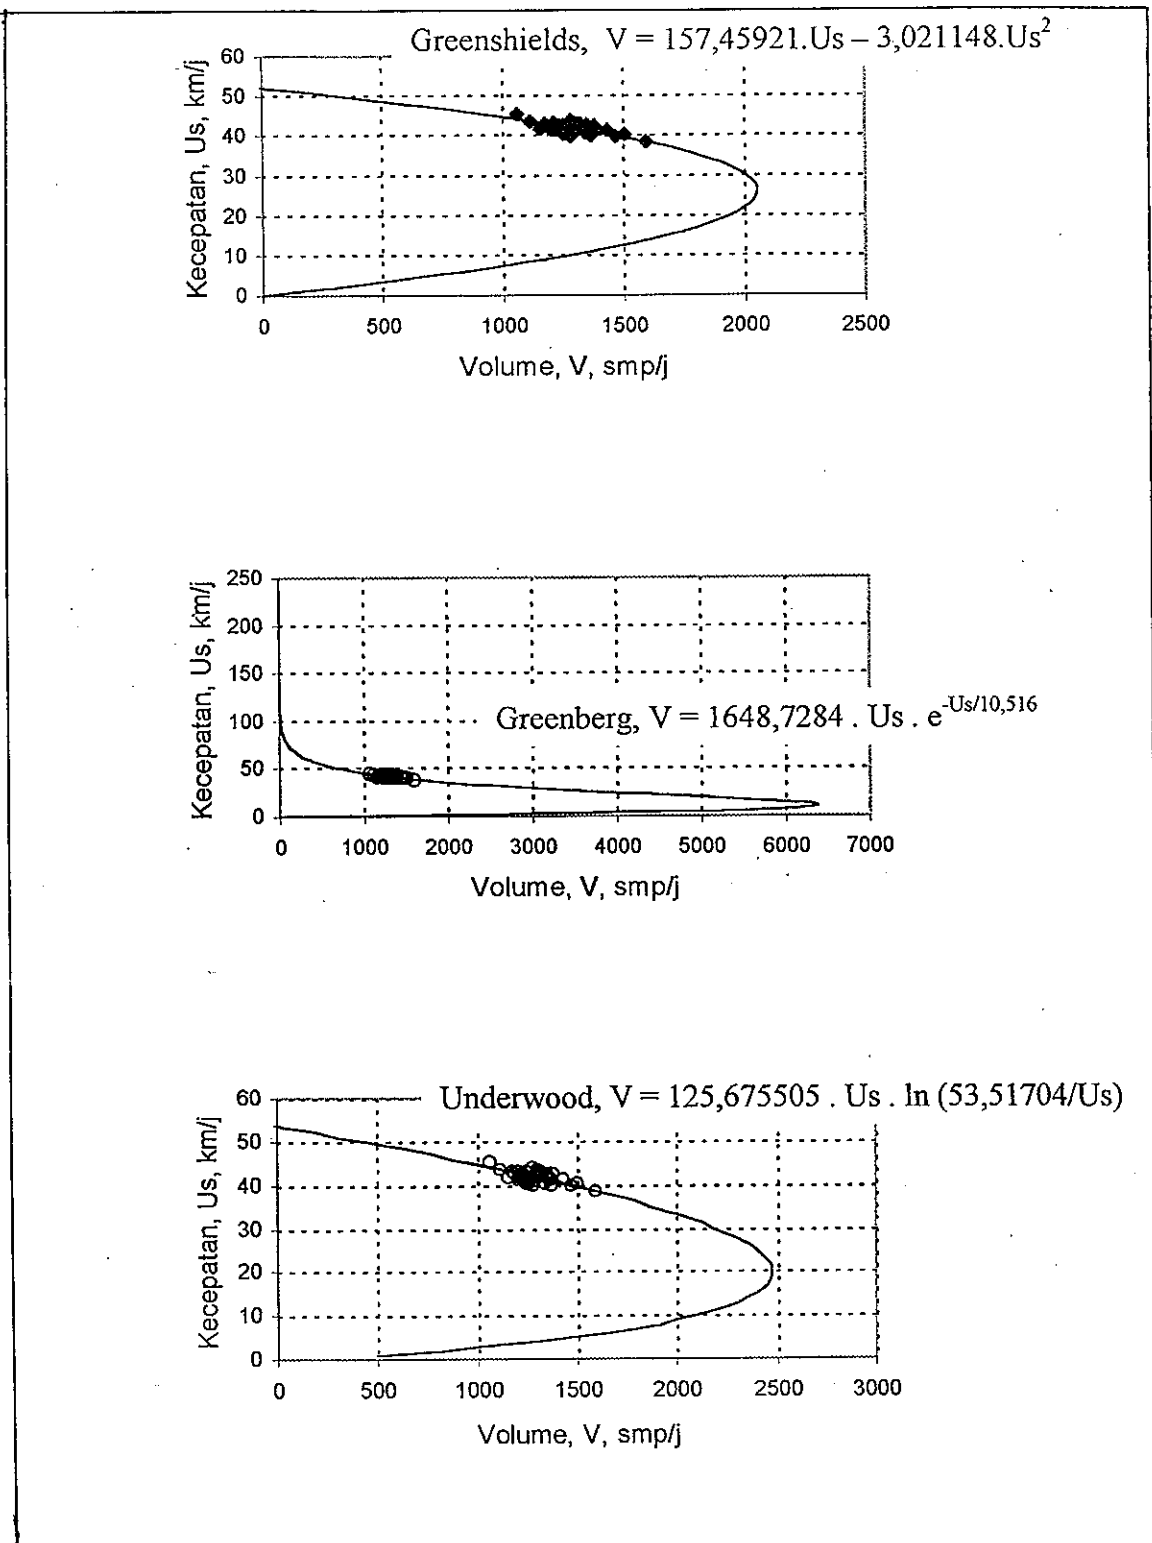 Greenshields, V = 157,45921.Us – 3,021148.Us²
Kecepatan, Us, km/j
60
50
40
30
20
10
0
0 500 1000 1500 2000 2500
Volume, V, smp/j
Kecepatan, Us, km/j
250
200
150
100
50
0
Greenberg, V = 1648,7284 . Us . e^-Us/10,516
0 1000 2000 3000 4000 5000 6000 7000
Volume, V, smp/j
Underwood, V = 125,675505 . Us . ln (53,51704/Us)
Kecepatan, Us, km/j
60
50
40
30
20
10
0
0 500 1000 1500 2000 2500 3000
Volume, V, smp/j